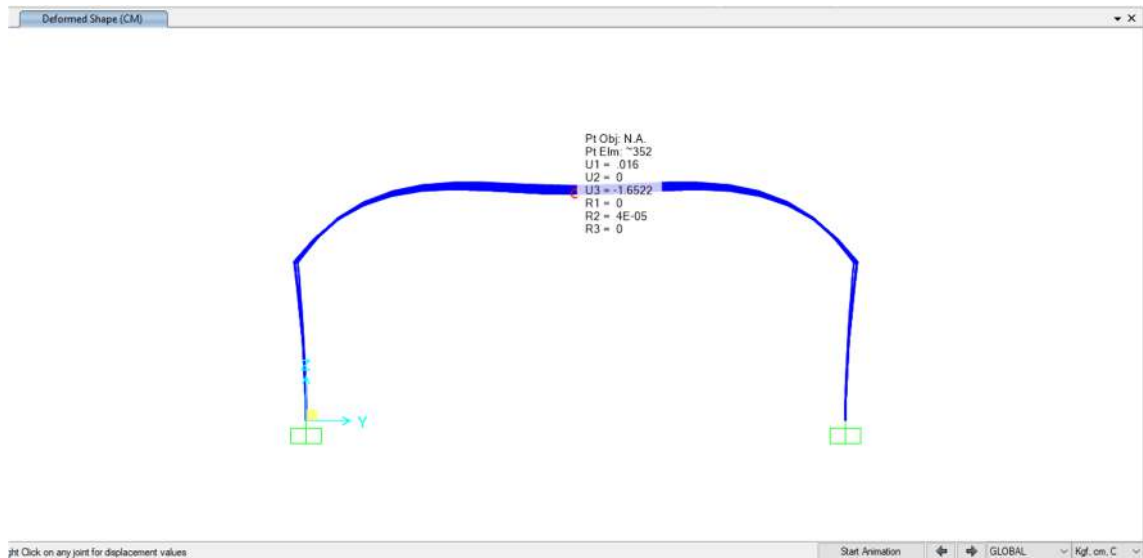 Deformed Shape (CM)
Pt Obj: N.A.
Pt Elm: ~352
U1 = .016
U2 = 0
U3 = -1.6522
R1 = 0
R2 = 4E-05
R3 = 0
Y
ght Click on any joint for displacement values
Start Animation
GLOBAL
Kgf, cm, C